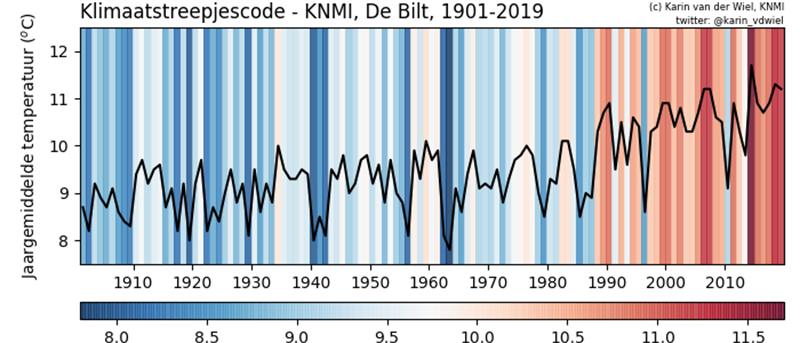 Klimaatstreepjescode - KNMI, De Bilt, 1901-2019
(c) Karin van der Wiel, KNMI
twitter: @karin_vdwiel
Jaargemiddelde temperatuur (°C)
12
11
10
9
8
1910 1920 1930 1940 1950 1960 1970 1980 1990 2000 2010
8.0 8.5 9.0 9.5 10.0 10.5 11.0 11.5